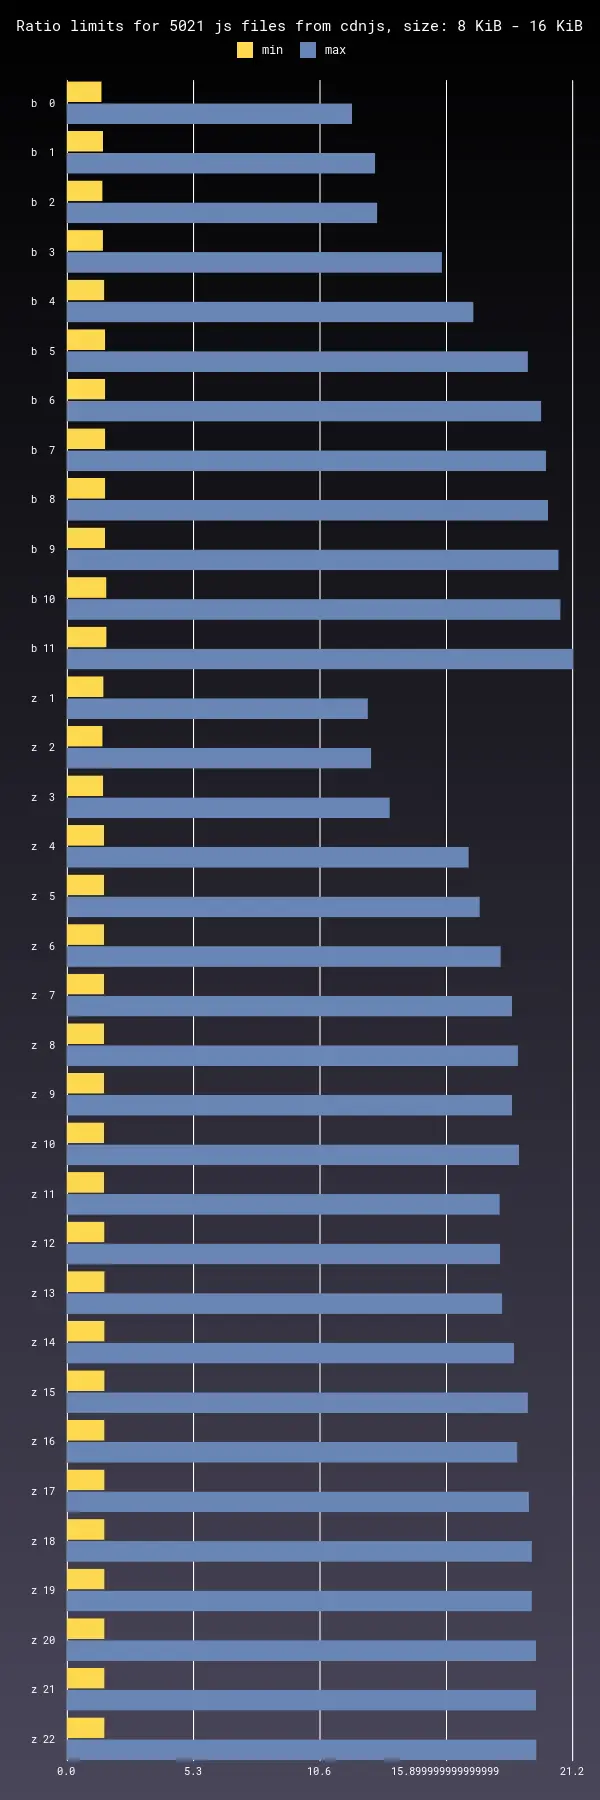 Ratio limits for 5021 js files from cdnjs, size: 8 KiB - 16 KiB
min max
b 0
b 1
b 2
b 3
b 4
b 5
b 6
b 7
b 8
b 9
b 10
b 11
z 1
z 2
z 3
z 4
z 5
z 6
z 7
z 8
z 9
z 10
z 11
z 12
z 13
z 14
z 15
z 16
z 17
z 18
z 19
z 20
z 21
z 22
0.0 5.3 10.6 15.899999999999999 21.2